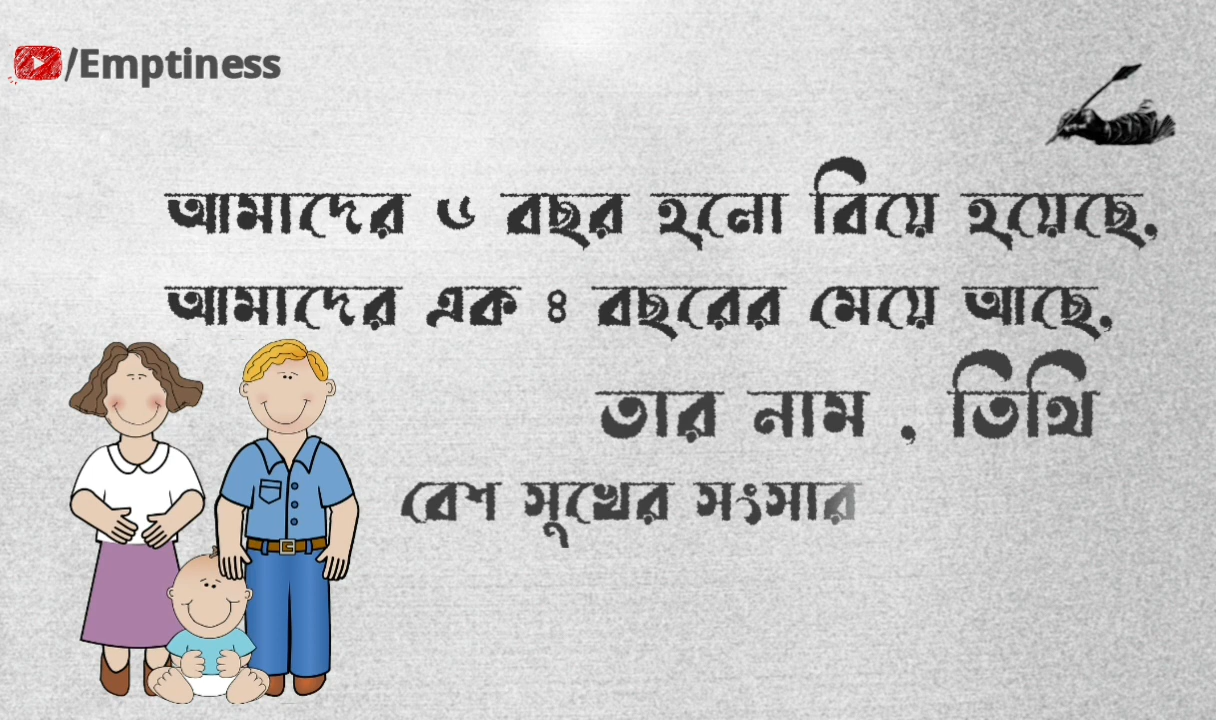 /Emptiness
আমাদের ৬ বছর হলো বিয়ে হয়েছে,
আমাদের এক ৪ বছরের মেয়ে আছে,
তার নাম , তিথি
বেশ সুখের সংসার